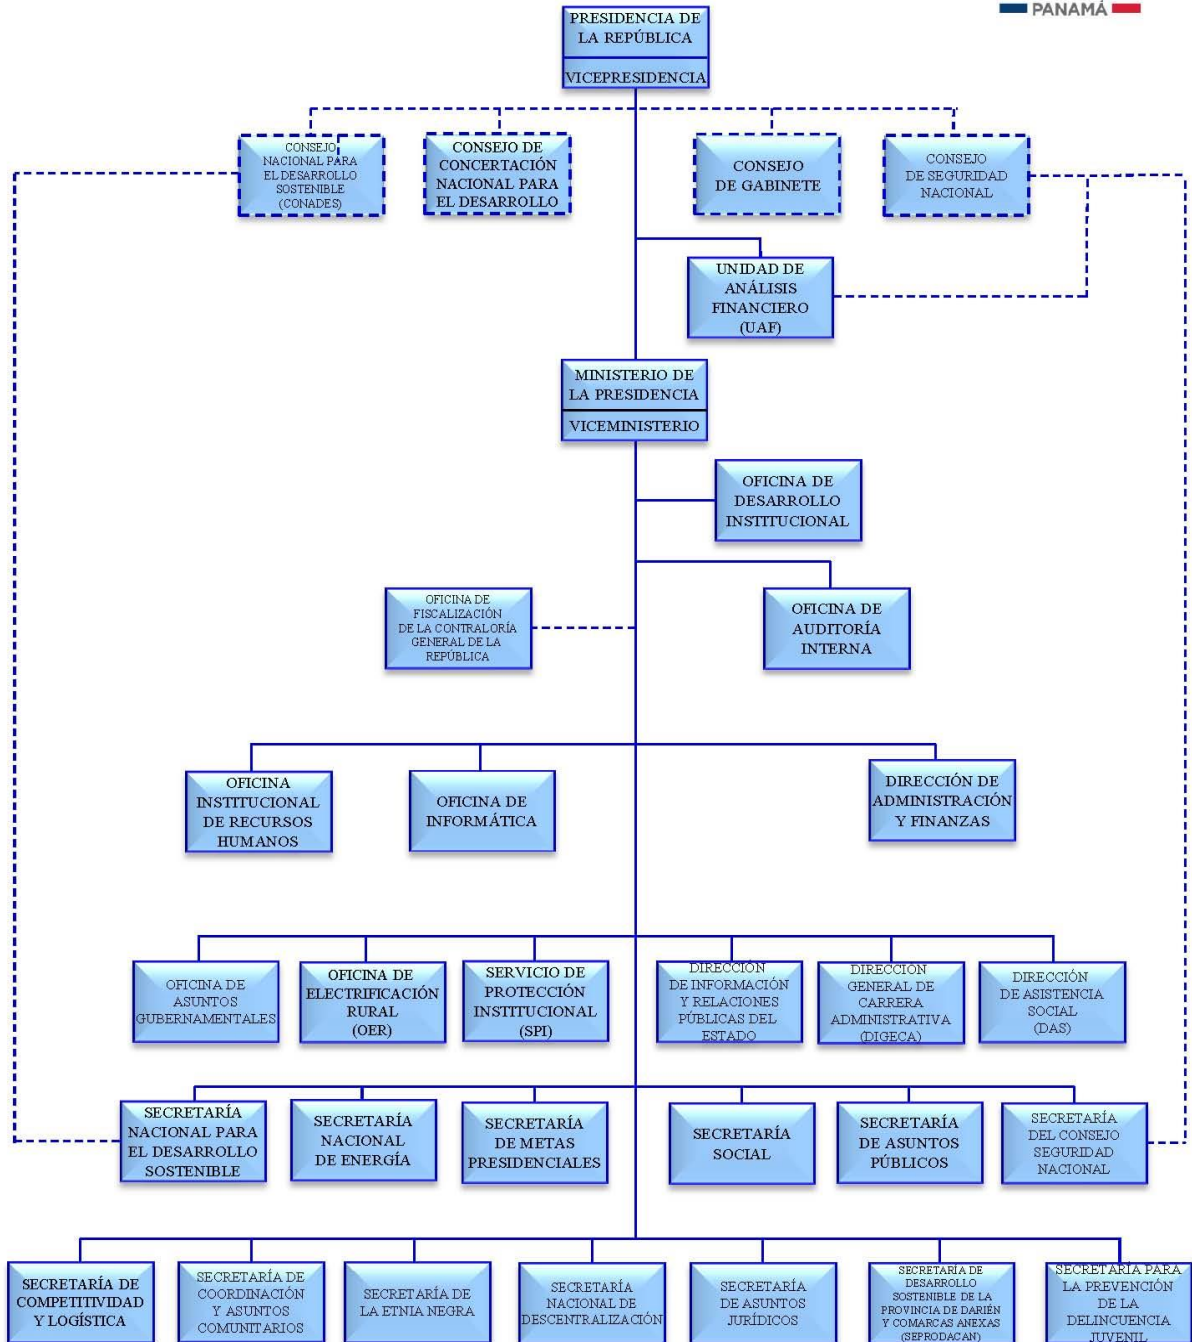 PANAMÁ
PRESIDENCIA DE
LA REPÚBLICA
VICEPRESIDENCIA
CONSEJO
NACIONAL PARA
EL DESARROLLO
SOSTENIBLE
(CONADES)
CONSEJO DE
CONCERTACIÓN
NACIONAL PARA
EL DESARROLLO
CONSEJO
DE GABINETE
CONSEJO
DE SEGURIDAD
NACIONAL
UNIDAD DE
ANÁLISIS
FINANCIERO
(UAF)
MINISTERIO DE
LA PRESIDENCIA
VICEMINISTERIO
OFICINA DE
DESARROLLO
INSTITUCIONAL
OFICINA DE
FISCALIZACIÓN
DE LA CONTRALORÍA
GENERAL DE LA
REPÚBLICA
OFICINA DE
AUDITORÍA
INTERNA
OFICINA
INSTITUCIONAL
DE RECURSOS
HUMANOS
OFICINA DE
INFORMÁTICA
DIRECCIÓN DE
ADMINISTRACIÓN
Y FINANZAS
OFICINA DE
ASUNTOS
GUBERNAMENTALES
OFICINA DE
ELECTRIFICACIÓN
RURAL
(OER)
SERVICIO DE
PROTECCIÓN
INSTITUCIONAL
(SPI)
DIRECCIÓN
DE INFORMACIÓN
Y RELACIONES
PÚBLICAS DEL
ESTADO
DIRECCIÓN
GENERAL DE
CARRERA
ADMINISTRATIVA
(DIGECA)
DIRECCIÓN
DE ASISTENCIA
SOCIAL
(DAS)
SECRETARÍA
NACIONAL PARA
EL DESARROLLO
SOSTENIBLE
SECRETARÍA
NACIONAL
DE ENERGÍA
SECRETARÍA
DE METAS
PRESIDENCIALES
SECRETARÍA
SOCIAL
SECRETARÍA
DE ASUNTOS
PÚBLICOS
SECRETARÍA
DEL CONSEJO
SEGURIDAD
NACIONAL
SECRETARÍA DE
COMPETITIVIDAD
Y LOGÍSTICA
SECRETARÍA DE
COORDINACIÓN
Y ASUNTOS
COMUNITARIOS
SECRETARÍA DE
LA ETNIA NEGRA
SECRETARÍA
NACIONAL DE
DESCENTRALIZACIÓN
SECRETARÍA
DE ASUNTOS
JURÍDICOS
SECRETARÍA DE
DESARROLLO
SOSTENIBLE DE LA
PROVINCIA DE DARIÉN
Y COMARCAS ANEXAS
(SEPRODACAN)
SECRETARÍA PARA
LA PREVENCIÓN
DE LA
DELINCUENCIA
JUVENIL